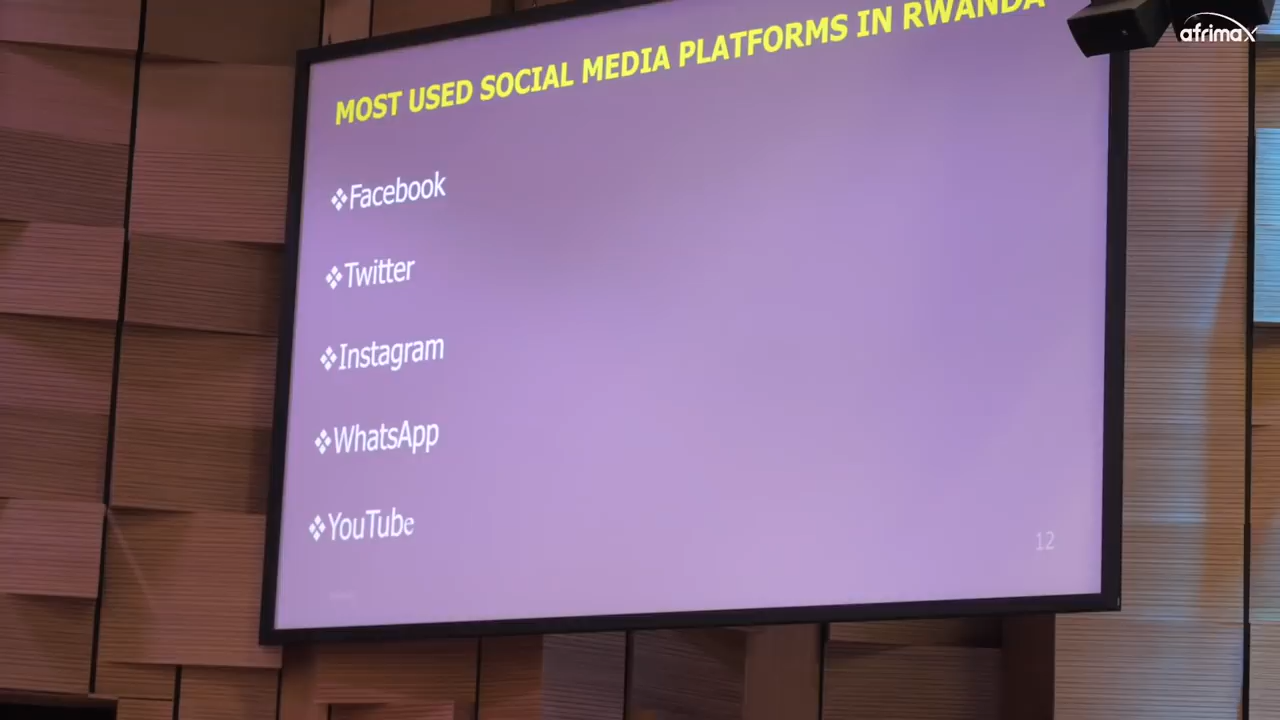 afrimax
MOST USED SOCIAL MEDIA PLATFORMS IN RWANDA
❖Facebook
❖Twitter
❖Instagram
❖WhatsApp
❖YouTube
12